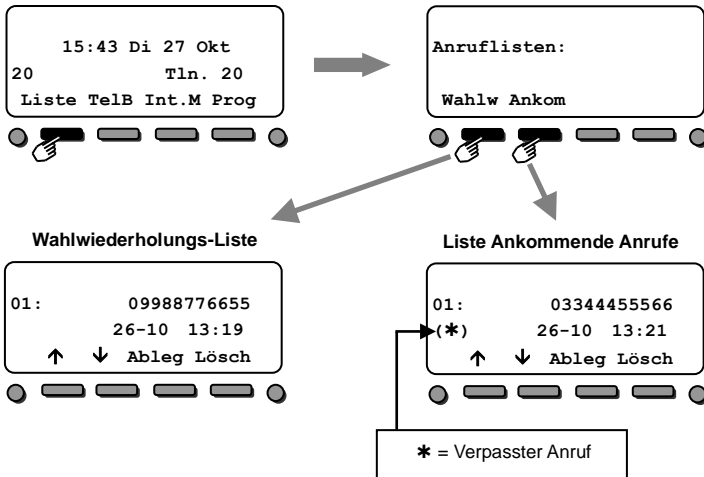 15:43 Di 27 Okt
20 Tln. 20
Liste TelB Int.M Prog
Anruflisten:
Wahlw Ankom
Wahlwiederholungs-Liste
01: 09988776655
26-10 13:19
↑ ↓ Ableg Lösch
Liste Ankommende Anrufe
01: 03344455566
(*) 26-10 13:21
↑ ↓ Ableg Lösch
* = Verpasster Anruf